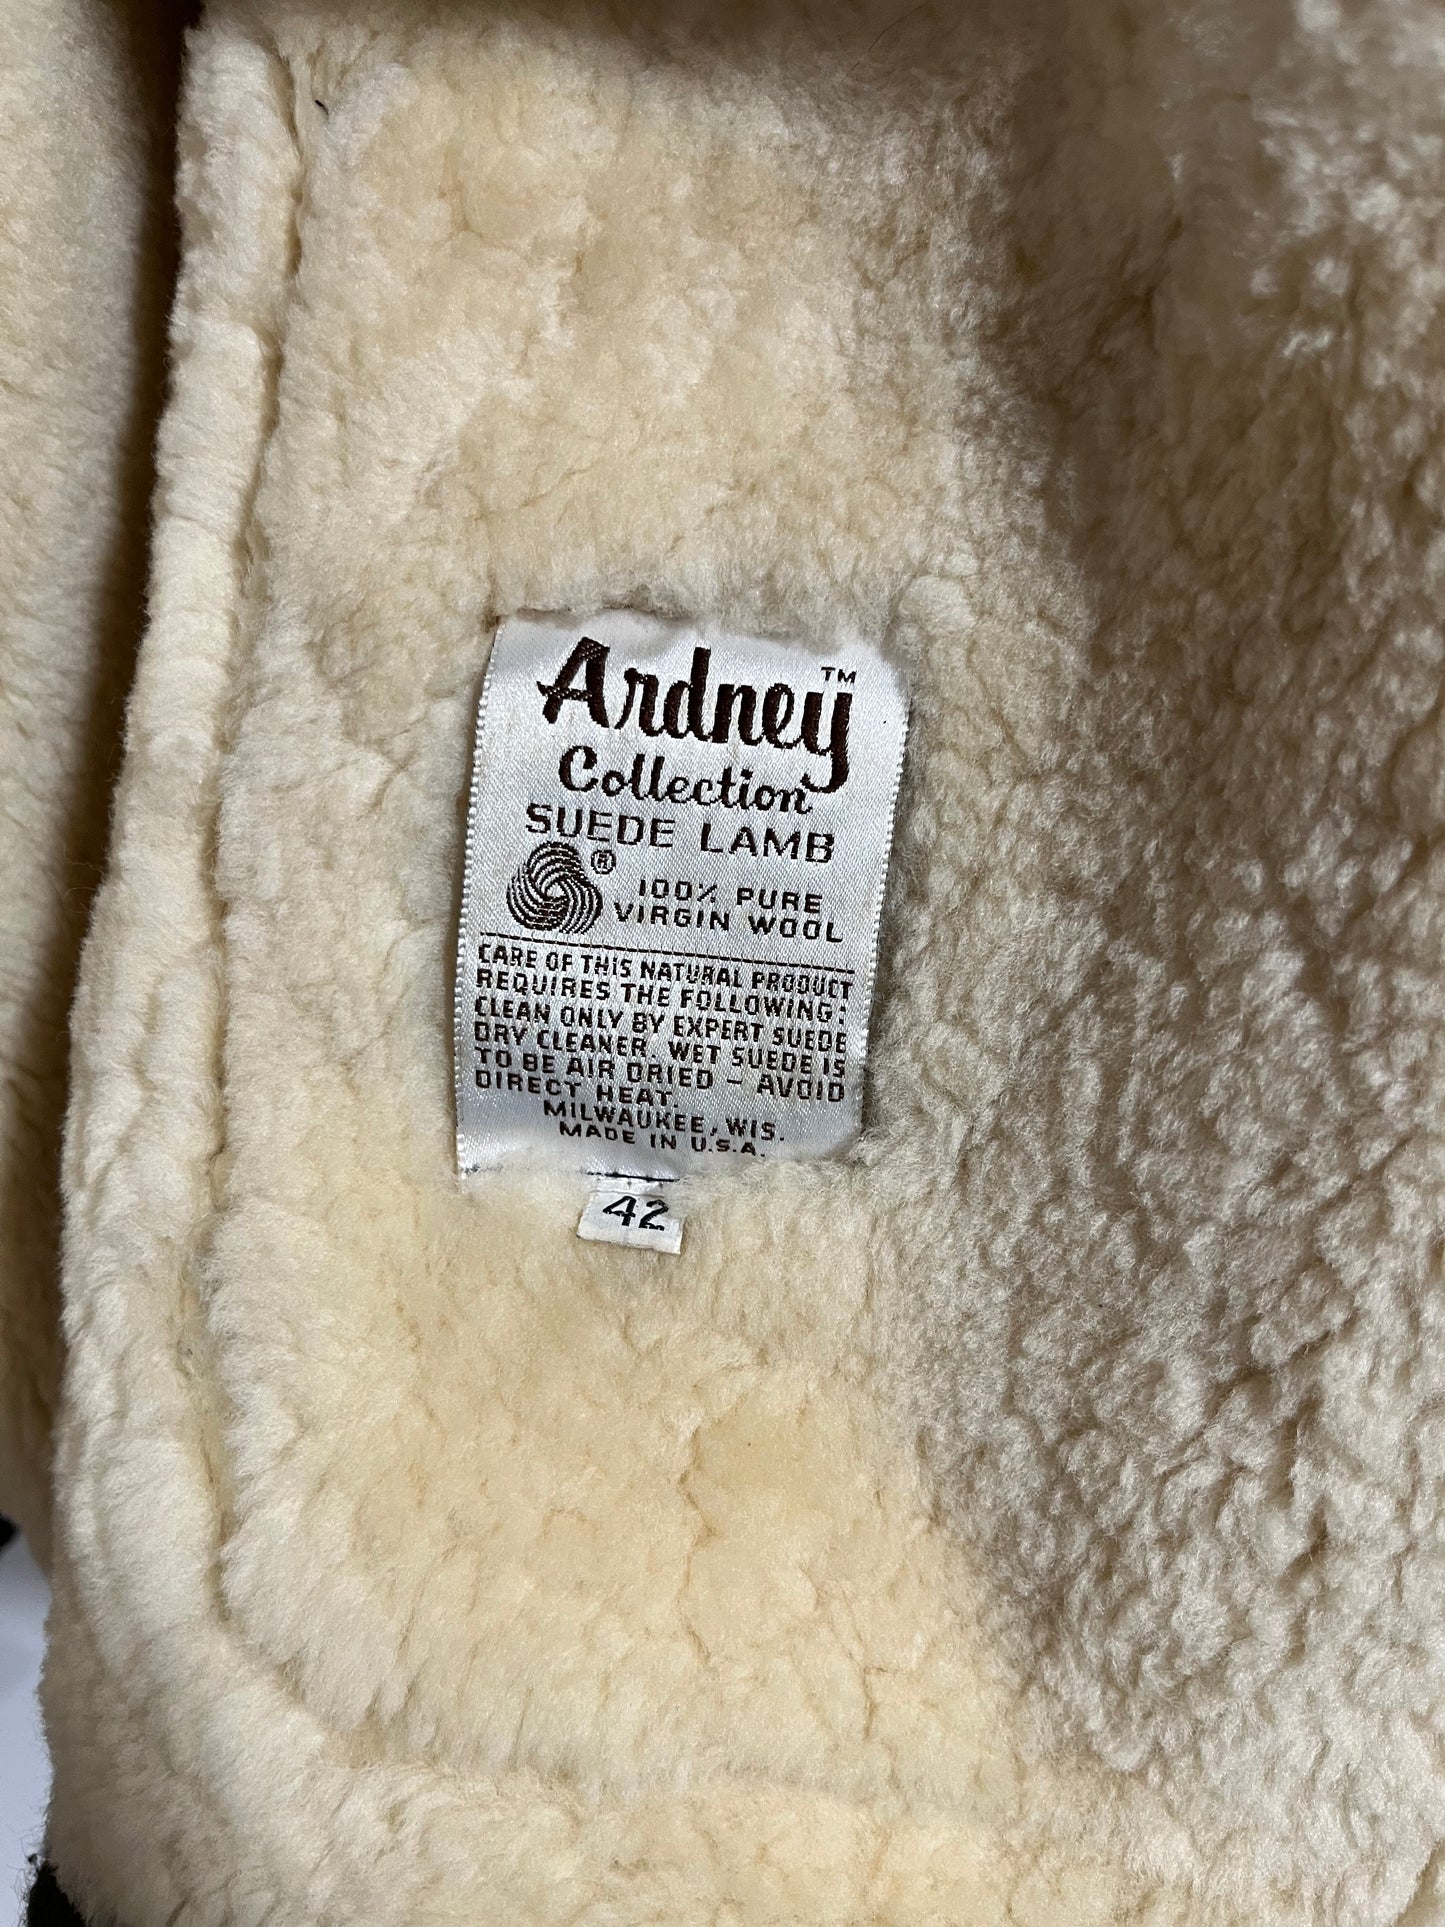 Ardney™
Collection
SUEDE LAMB
® 100% PURE
VIRGIN WOOL
CARE OF THIS NATURAL PRODUCT
REQUIRES THE FOLLOWING:
CLEAN ONLY BY EXPERT SUEDE
DRY CLEANER. WET SUEDE IS
TO BE AIR DRIED – AVOID
DIRECT HEAT.
MILWAUKEE, WIS.
MADE IN U.S.A.
42